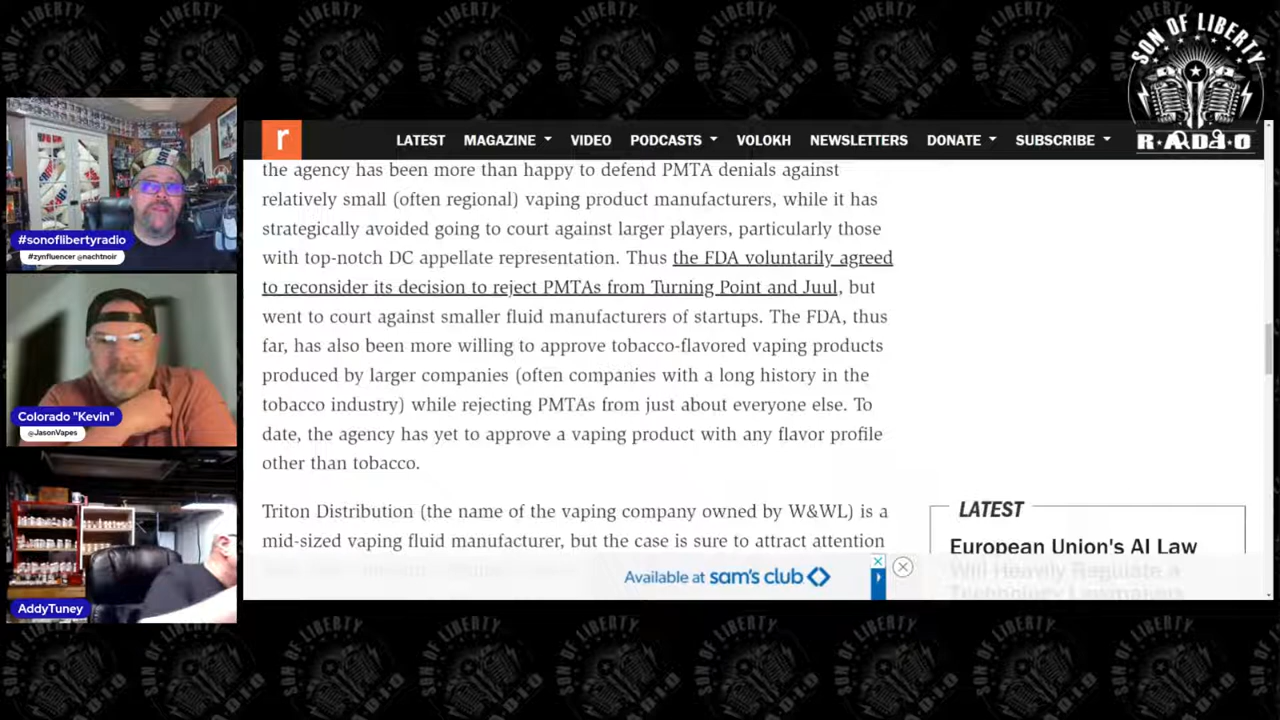 SON OF LIBERTY
R·A·D·I·O
r
LATEST MAGAZINE VIDEO PODCASTS VOLOKH NEWSLETTERS DONATE SUBSCRIBE
the agency has been more than happy to defend PMTA denials against
relatively small (often regional) vaping product manufacturers, while it has
strategically avoided going to court against larger players, particularly those
with top-notch DC appellate representation. Thus the FDA voluntarily agreed
to reconsider its decision to reject PMTAs from Turning Point and Juul, but
went to court against smaller fluid manufacturers of startups. The FDA, thus
far, has also been more willing to approve tobacco-flavored vaping products
produced by larger companies (often companies with a long history in the
tobacco industry) while rejecting PMTAs from just about everyone else. To
date, the agency has yet to approve a vaping product with any flavor profile
other than tobacco.
Triton Distribution (the name of the vaping company owned by W&WL) is a
mid-sized vaping fluid manufacturer, but the case is sure to attract attention
LATEST
European Union's AI Law
Will Heavily Regulate a
Available at sam's club
#sonoflibertyradio
#zynfluencer @nachtnoir
Colorado "Kevin"
@JasonVapes
AddyTuney